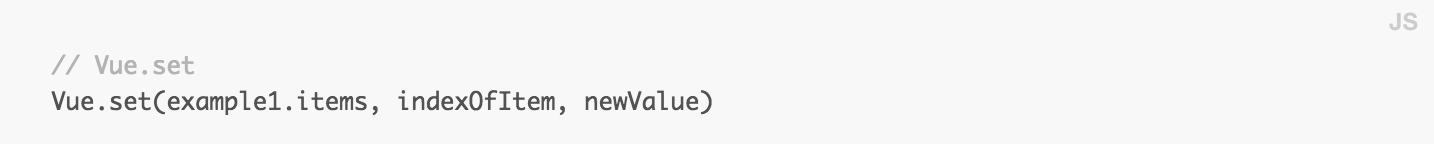 JS
// Vue.set
Vue.set(example1.items, indexOfItem, newValue)